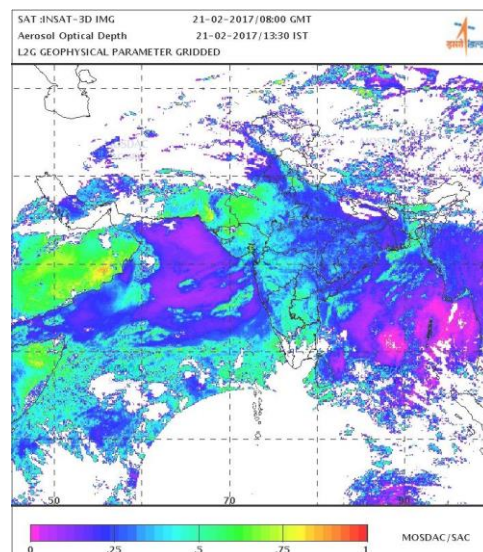 SAT :INSAT-3D IMG 21-02-2017/08:00 GMT
Aerosol Optical Depth 21-02-2017/13:30 IST
L2G GEOPHYSICAL PARAMETER GRIDDED
50 70 90
0 .25 .5 .75 1 MOSDAC/SAC